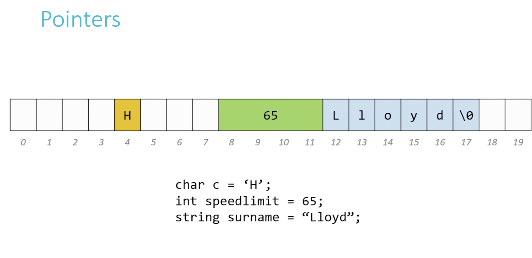 Pointers
H 65 L l o y d \0
0 1 2 3 4 5 6 7 8 9 10 11 12 13 14 15 16 17 18 19
char c = ‘H’;
int speedlimit = 65;
string surname = “Lloyd”;